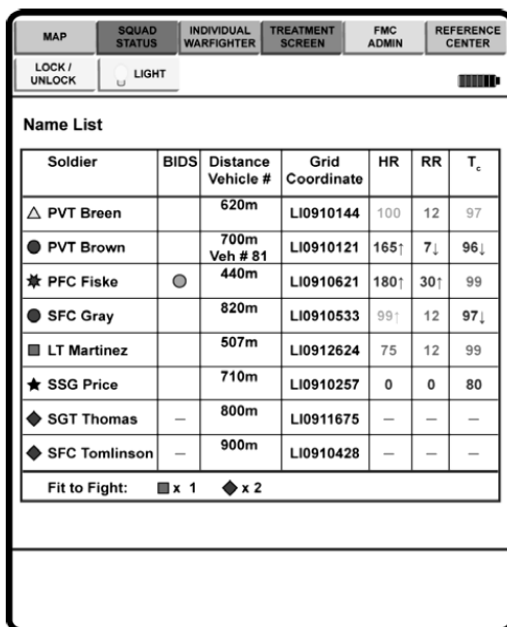 MAP
SQUAD STATUS
INDIVIDUAL WARFIGHTER
TREATMENT SCREEN
FMC ADMIN
REFERENCE CENTER
LOCK / UNLOCK
LIGHT
Name List
Soldier BIDS Distance Vehicle # Grid Coordinate HR RR Tc
PVT Breen 620m LI0910144 100 12 97
PVT Brown 700m Veh # 81 LI0910121 165↑ 7↓ 96↓
PFC Fiske 440m LI0910621 180↑ 30↑ 99
SFC Gray 820m LI0910533 99↑ 12 97↓
LT Martinez 507m LI0912624 75 12 99
SSG Price 710m LI0910257 0 0 80
SGT Thomas – 800m LI0911675 – – –
SFC Tomlinson – 900m LI0910428 – – –
Fit to Fight: x 1 x 2